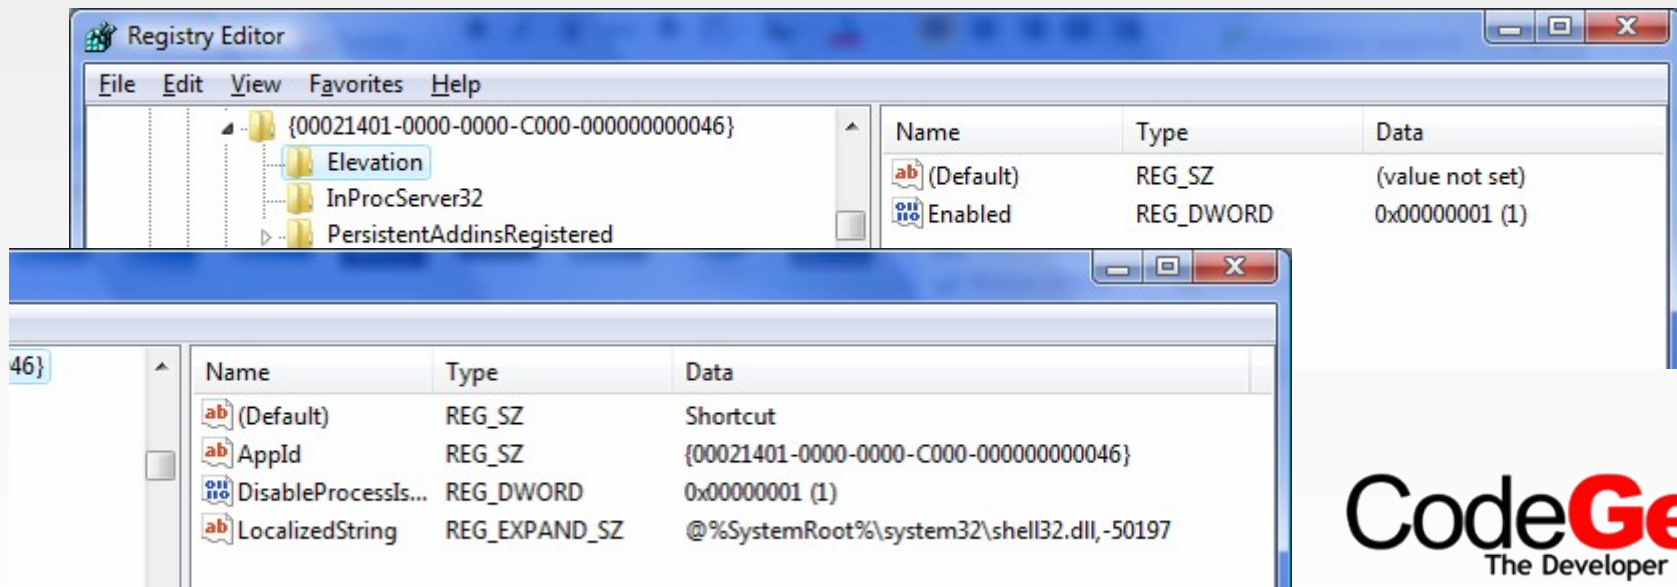 Registry Editor
File Edit View Favorites Help
{00021401-0000-0000-C000-000000000046}
Elevation
InProcServer32
PersistentAddinsRegistered
Name Type Data
(Default) REG_SZ (value not set)
Enabled REG_DWORD 0x00000001 (1)
46}
Name Type Data
(Default) REG_SZ Shortcut
AppId REG_SZ {00021401-0000-0000-C000-000000000046}
DisableProcessIs... REG_DWORD 0x00000001 (1)
LocalizedString REG_EXPAND_SZ @%SystemRoot%\system32\shell32.dll,-50197
CodeGe
The Developer